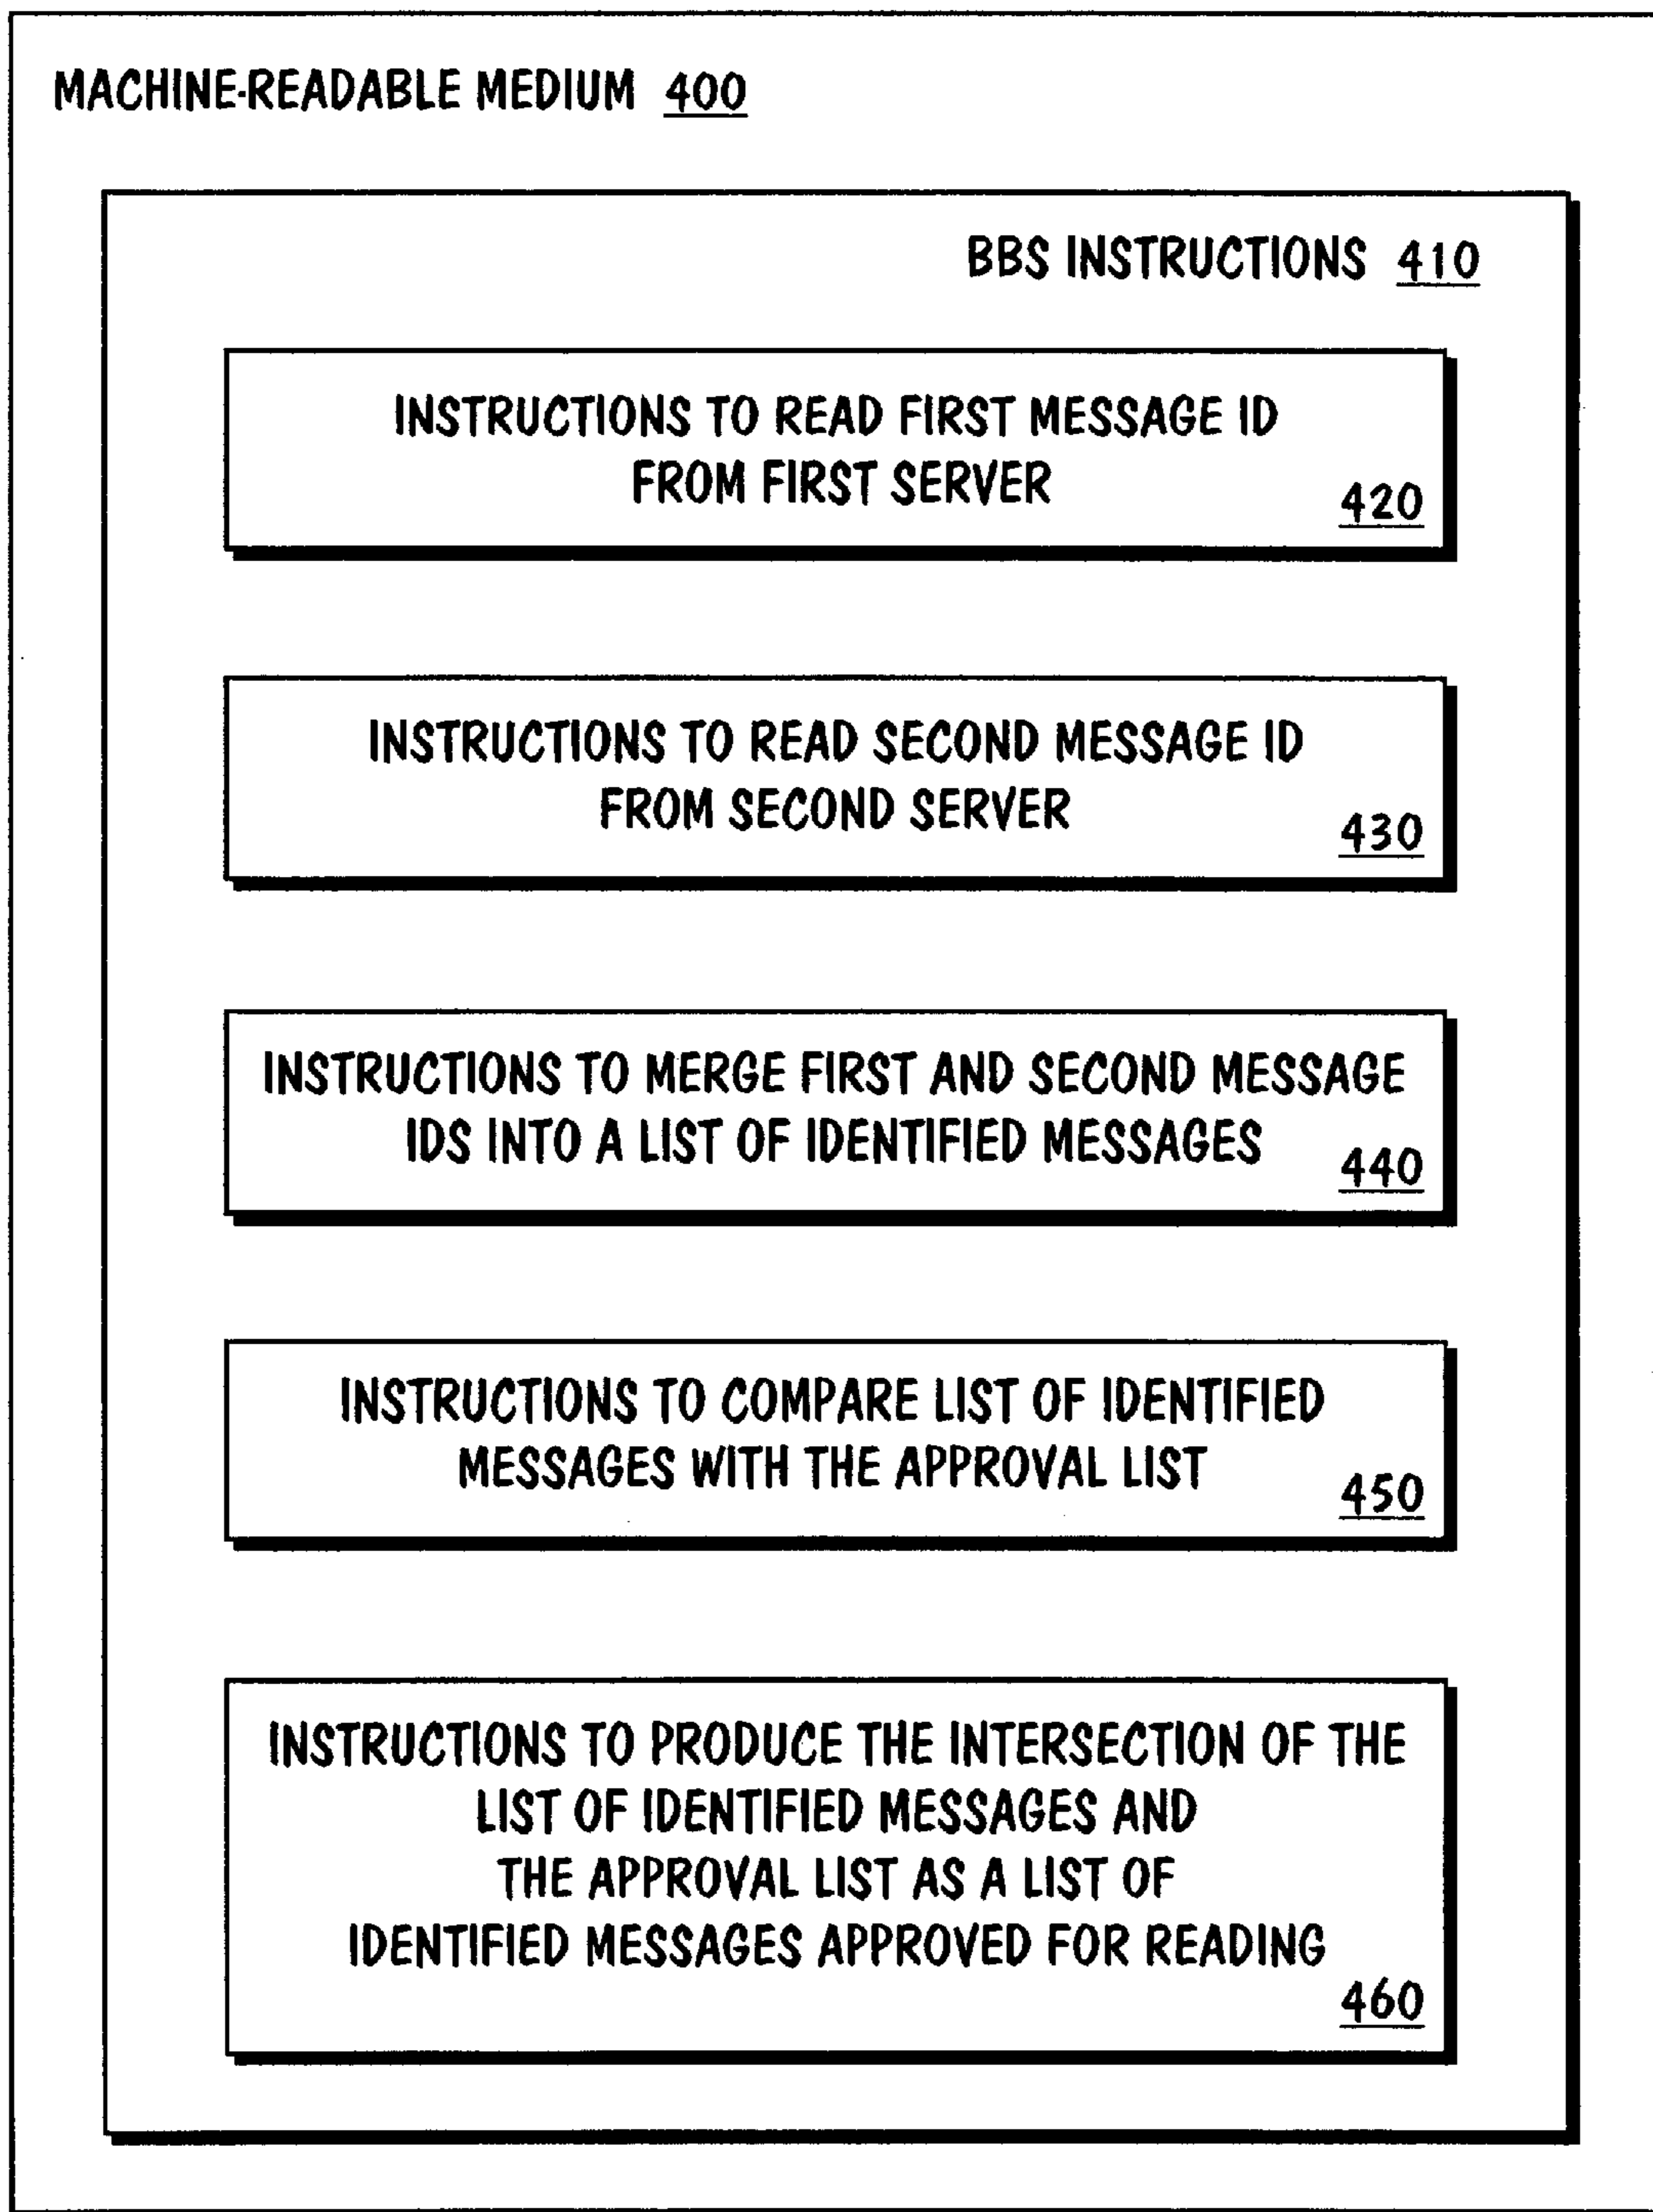 MACHINE-READABLE MEDIUM 400
BBS INSTRUCTIONS 410
INSTRUCTIONS TO READ FIRST MESSAGE ID
FROM FIRST SERVER
420
INSTRUCTIONS TO READ SECOND MESSAGE ID
FROM SECOND SERVER
430
INSTRUCTIONS TO MERGE FIRST AND SECOND MESSAGE
IDS INTO A LIST OF IDENTIFIED MESSAGES
440
INSTRUCTIONS TO COMPARE LIST OF IDENTIFIED
MESSAGES WITH THE APPROVAL LIST
450
INSTRUCTIONS TO PRODUCE THE INTERSECTION OF THE
LIST OF IDENTIFIED MESSAGES AND
THE APPROVAL LIST AS A LIST OF
IDENTIFIED MESSAGES APPROVED FOR READING
460